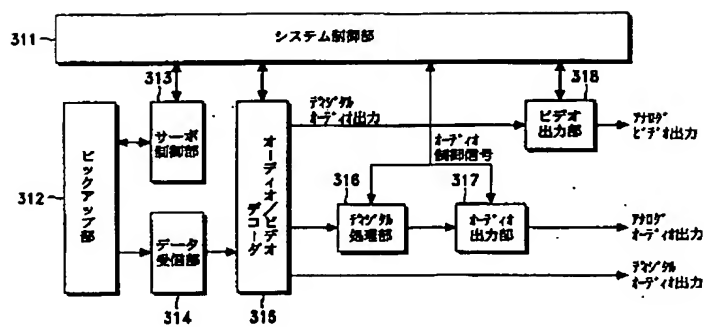 311
システム制御部
313
318
デジタル
オーディオ出力
ビデオ
出力部
アナログ
ビデオ出力
サーボ
制御部
オーディオ
制御信号
312
ピックアップ部
オーディオ/ビデオ
デコーダ
316
317
デジタル
処理部
オーディオ
出力部
アナログ
オーディオ出力
データ
受信部
デジタル
オーディオ出力
314
315